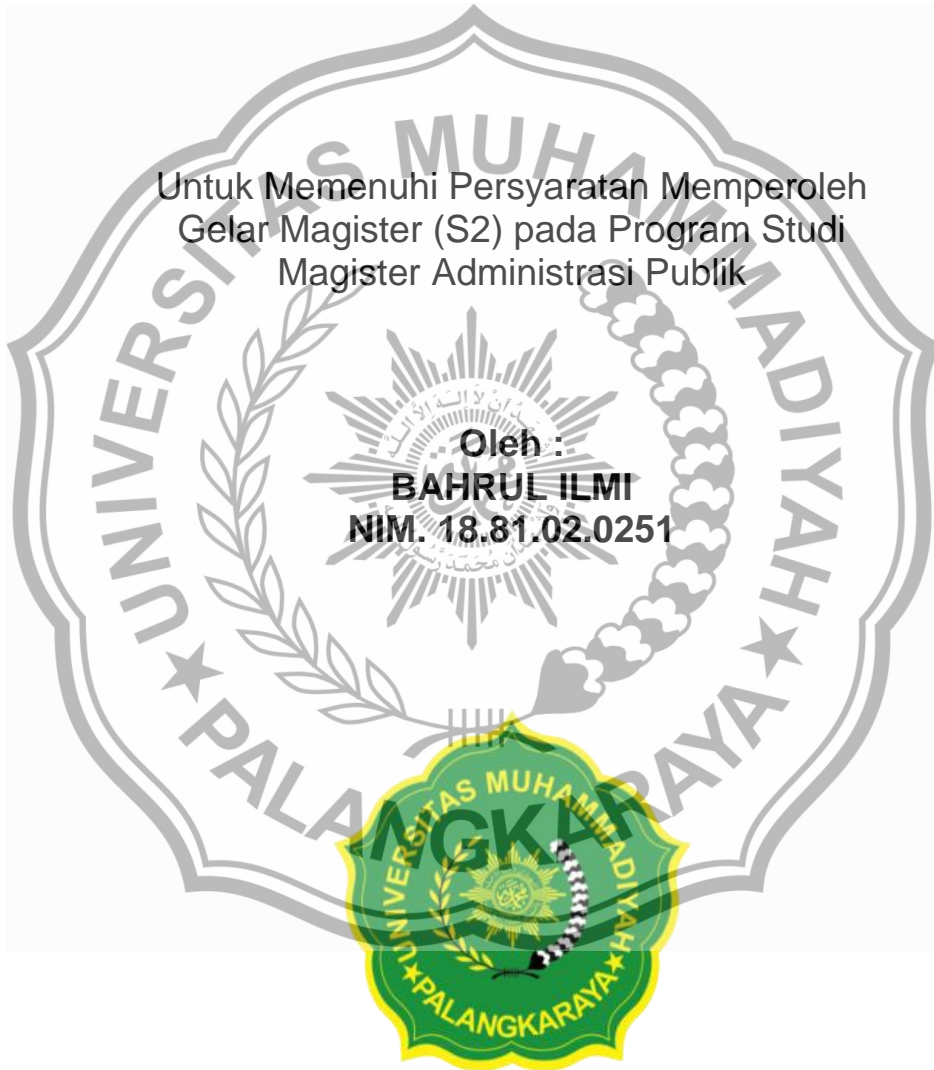 Untuk Memenuhi Persyaratan Memperoleh
Gelar Magister (S2) pada Program Studi
Magister Administrasi Publik
Oleh :
BAHRUL ILMI
NIM. 18.81.02.0251
UNIVERSITAS MUHAMMADIYAH
PALANGKARAYA
UNIVERSITAS MUHAMMADIYAH
PALANGKARAYA